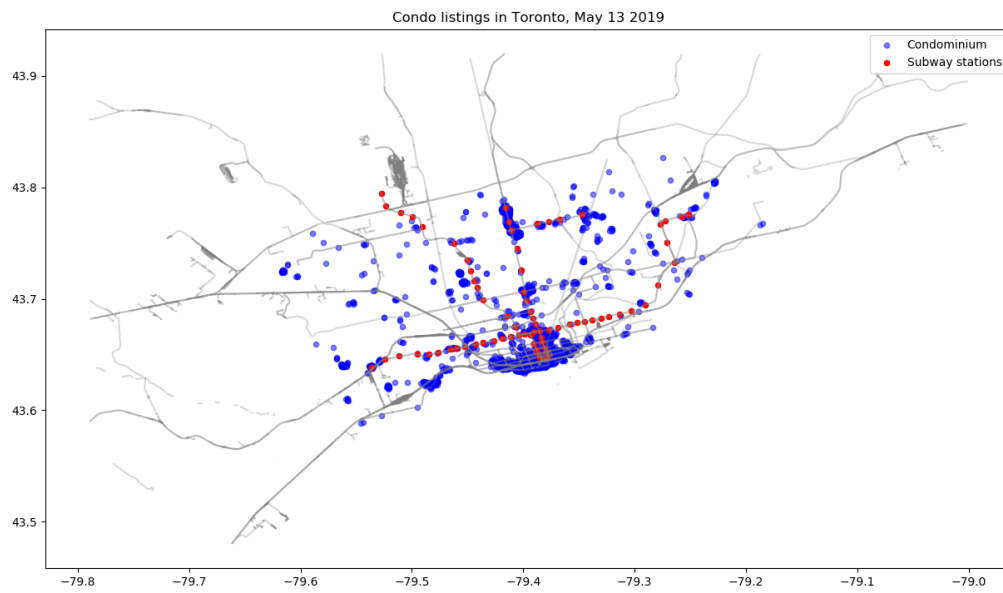 Condo listings in Toronto, May 13 2019
Condominium
Subway stations
43.9
43.8
43.7
43.6
43.5
−79.8 −79.7 −79.6 −79.5 −79.4 −79.3 −79.2 −79.1 −79.0